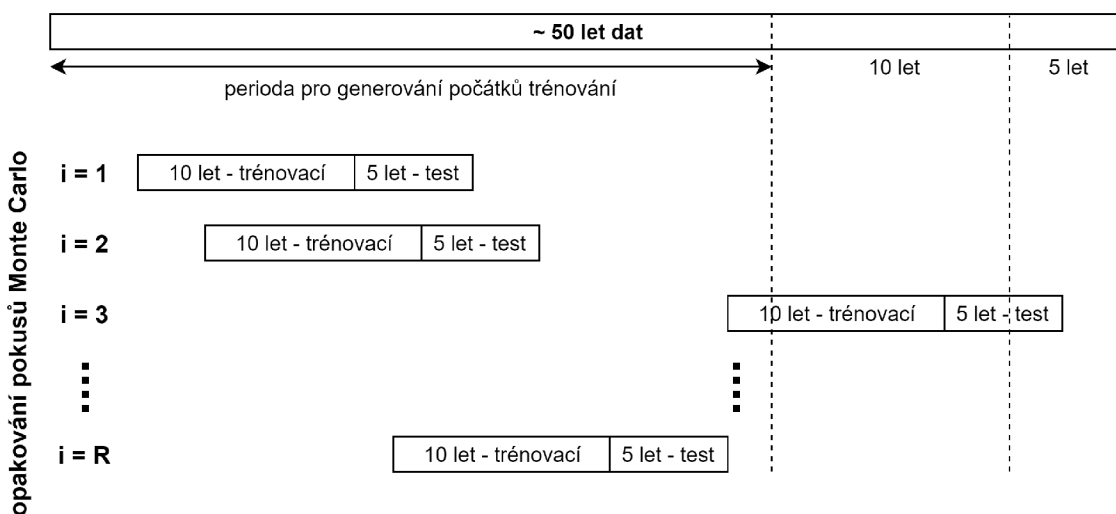 ~ 50 let dat
perioda pro generování počátků trénování
10 let
5 let
opakování pokusů Monte Carlo
i = 1
10 let - trénovací
5 let - test
i = 2
10 let - trénovací
5 let - test
i = 3
10 let - trénovací
5 let - test
i = R
10 let - trénovací
5 let - test